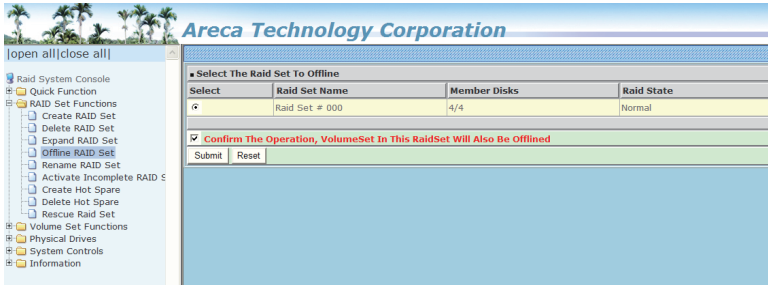 Areca Technology Corporation
|open all|close all|
Raid System Console
Quick Function
RAID Set Functions
Create RAID Set
Delete RAID Set
Expand RAID Set
Offline RAID Set
Rename RAID Set
Activate Incomplete RAID S
Create Hot Spare
Delete Hot Spare
Rescue Raid Set
Volume Set Functions
Physical Drives
System Controls
Information
Select The Raid Set To Offline
Select Raid Set Name Member Disks Raid State
Raid Set # 000 4/4 Normal
Confirm The Operation, VolumeSet In This RaidSet Will Also Be Offlined
Submit Reset